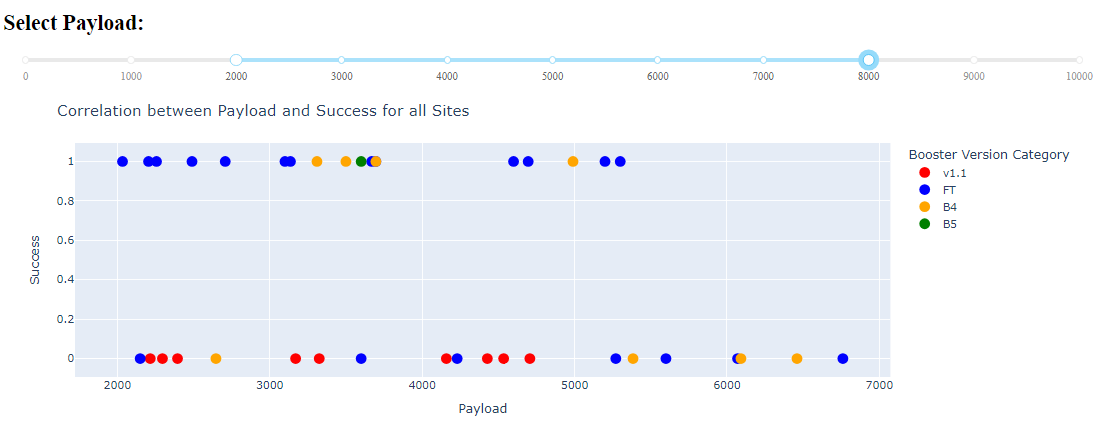 Select Payload:
0 1000 2000 3000 4000 5000 6000 7000 8000 9000 10000
Correlation between Payload and Success for all Sites
1
0.8
0.6
0.4
0.2
0
Success
2000 3000 4000 5000 6000 7000
Payload
Booster Version Category
v1.1
FT
B4
B5